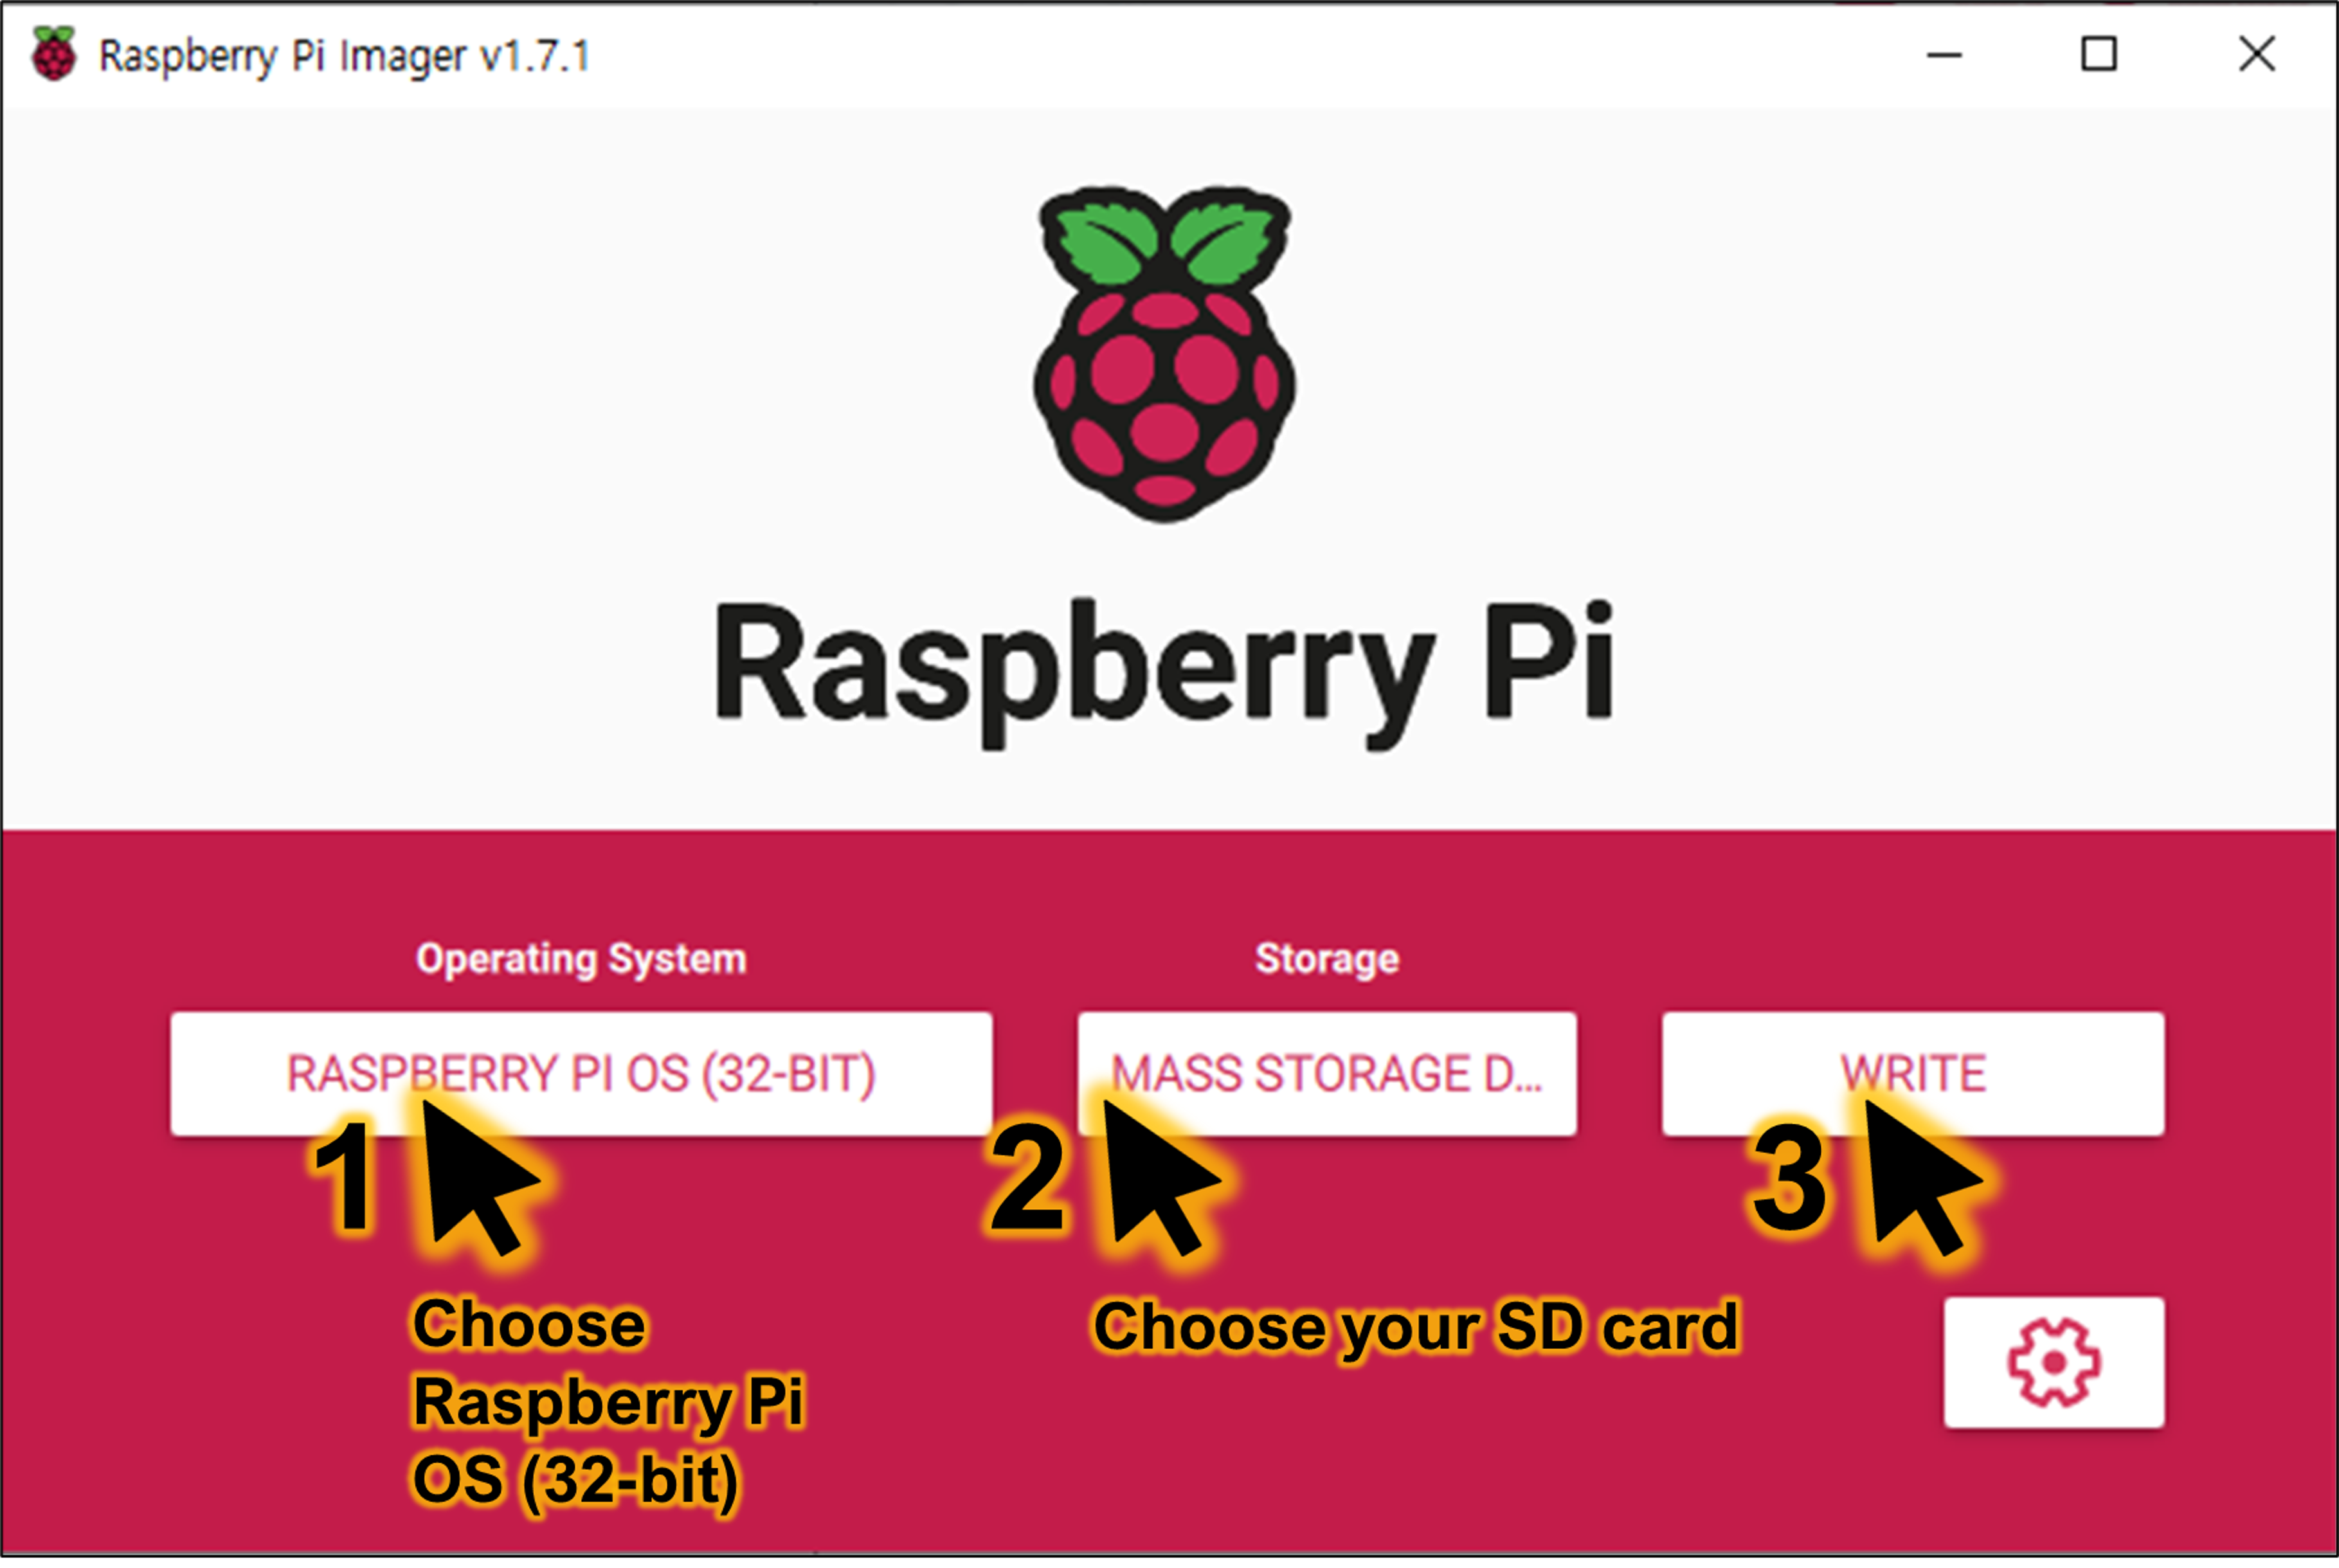 Raspberry Pi Imager v1.7.1
Raspberry Pi
Operating System
Storage
RASPBERRY PI OS (32-BIT)
MASS STORAGE D...
WRITE
1
2
3
Choose
Raspberry Pi
OS (32-bit)
Choose your SD card